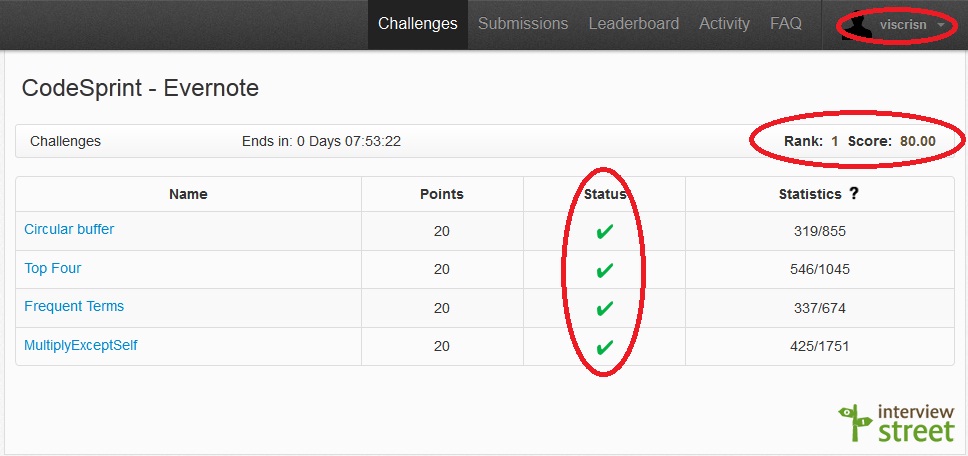 Challenges Submissions Leaderboard Activity FAQ viscrisn
CodeSprint - Evernote
Challenges Ends in: 0 Days 07:53:22 Rank: 1 Score: 80.00
Name Points Status Statistics ?
Circular buffer 20 ✔ 319/855
Top Four 20 ✔ 546/1045
Frequent Terms 20 ✔ 337/674
MultiplyExceptSelf 20 ✔ 425/1751
interview
street